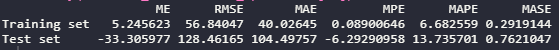 ME RMSE MAE MPE MAPE MASE
Training set 5.245623 56.84047 40.02645 0.08900646 6.682559 0.2919144
Test set -33.305977 128.46165 104.49757 -6.29290958 13.735701 0.7621047